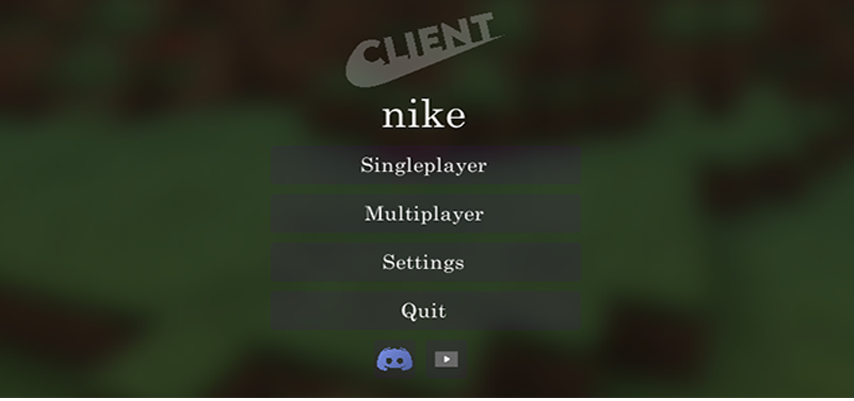 CLIENT
nike
Singleplayer
Multiplayer
Settings
Quit